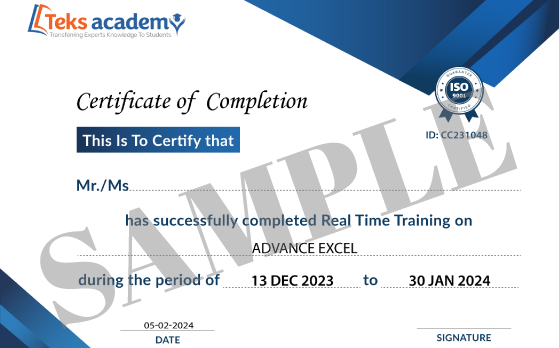 Teks academy
Transferring Experts Knowledge To Students
GUARANTEE
ISO
9001
CERTIFIED
ID: CC231048
Certificate of Completion
This Is To Certify that
Mr./Ms
has successfully completed Real Time Training on
ADVANCE EXCEL
during the period of 13 DEC 2023 to 30 JAN 2024
SAMPLE
05-02-2024
DATE
SIGNATURE